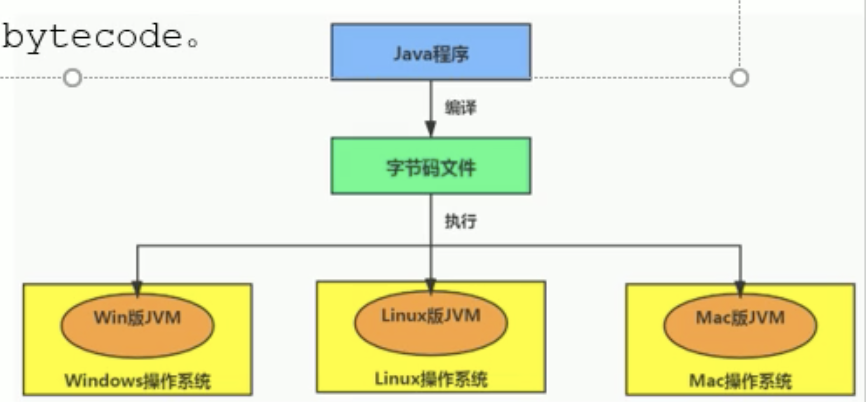 bytecode。
Java程序
编译
字节码文件
执行
Win版JVM
Linux版JVM
Mac版JVM
Windows操作系统
Linux操作系统
Mac操作系统